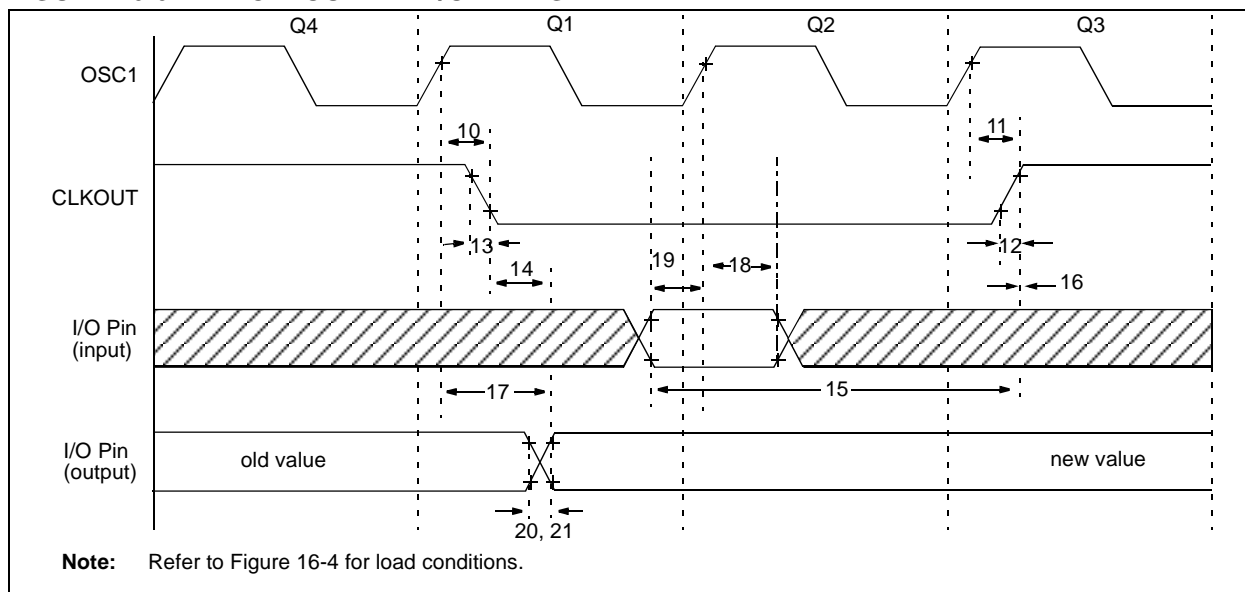 Q4 Q1 Q2 Q3
OSC1
10 11
CLKOUT
13 12
14 19 18 16
I/O Pin
(input)
17 15
I/O Pin
(output)
old value new value
20, 21
Note: Refer to Figure 16-4 for load conditions.